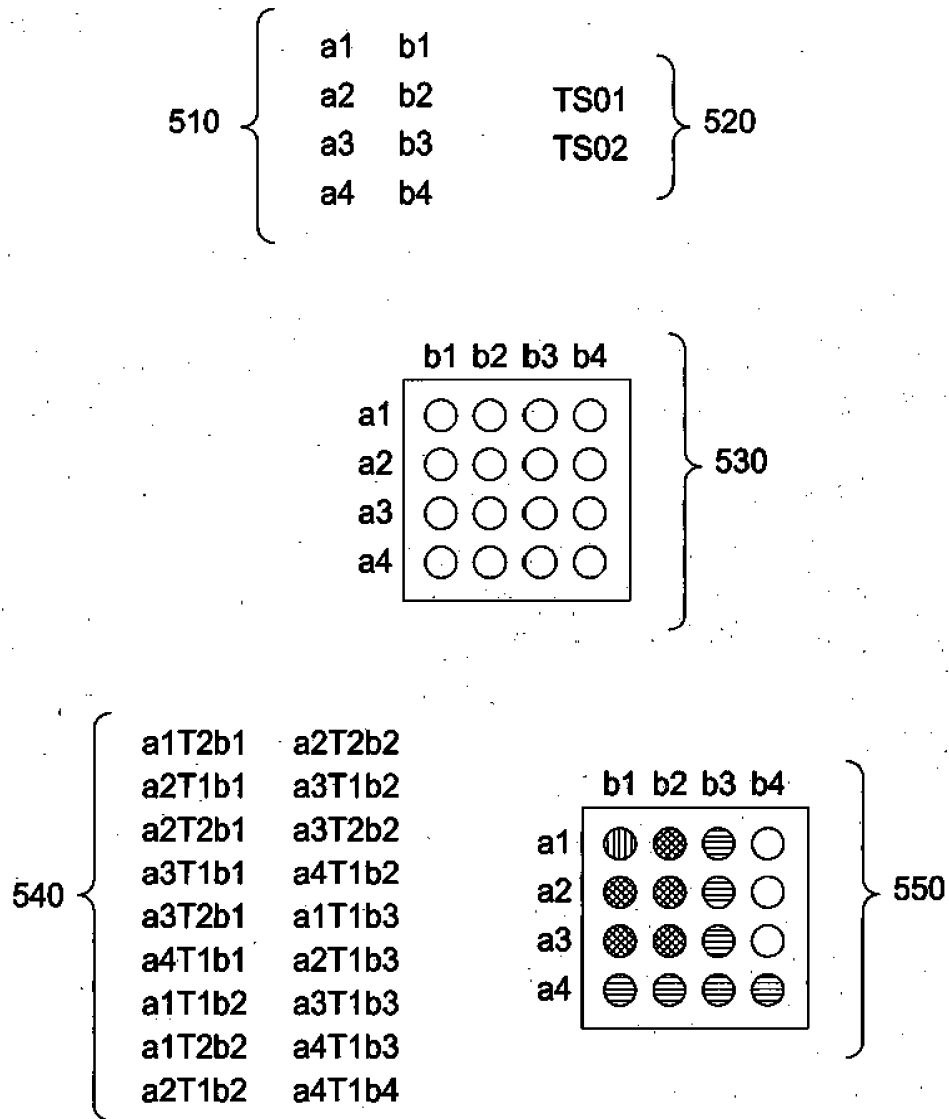 a1 b1
510 a2 b2 TS01 520
a3 b3 TS02
a4 b4
b1 b2 b3 b4
a1
a2 530
a3
a4
a1T2b1 a2T2b2
a2T1b1 a3T1b2
a2T2b1 a3T2b2
a3T1b1 a4T1b2
540 a3T2b1 a1T1b3
a4T1b1 a2T1b3
a1T1b2 a3T1b3
a1T2b2 a4T1b3
a2T1b2 a4T1b4
b1 b2 b3 b4
a1
a2 550
a3
a4